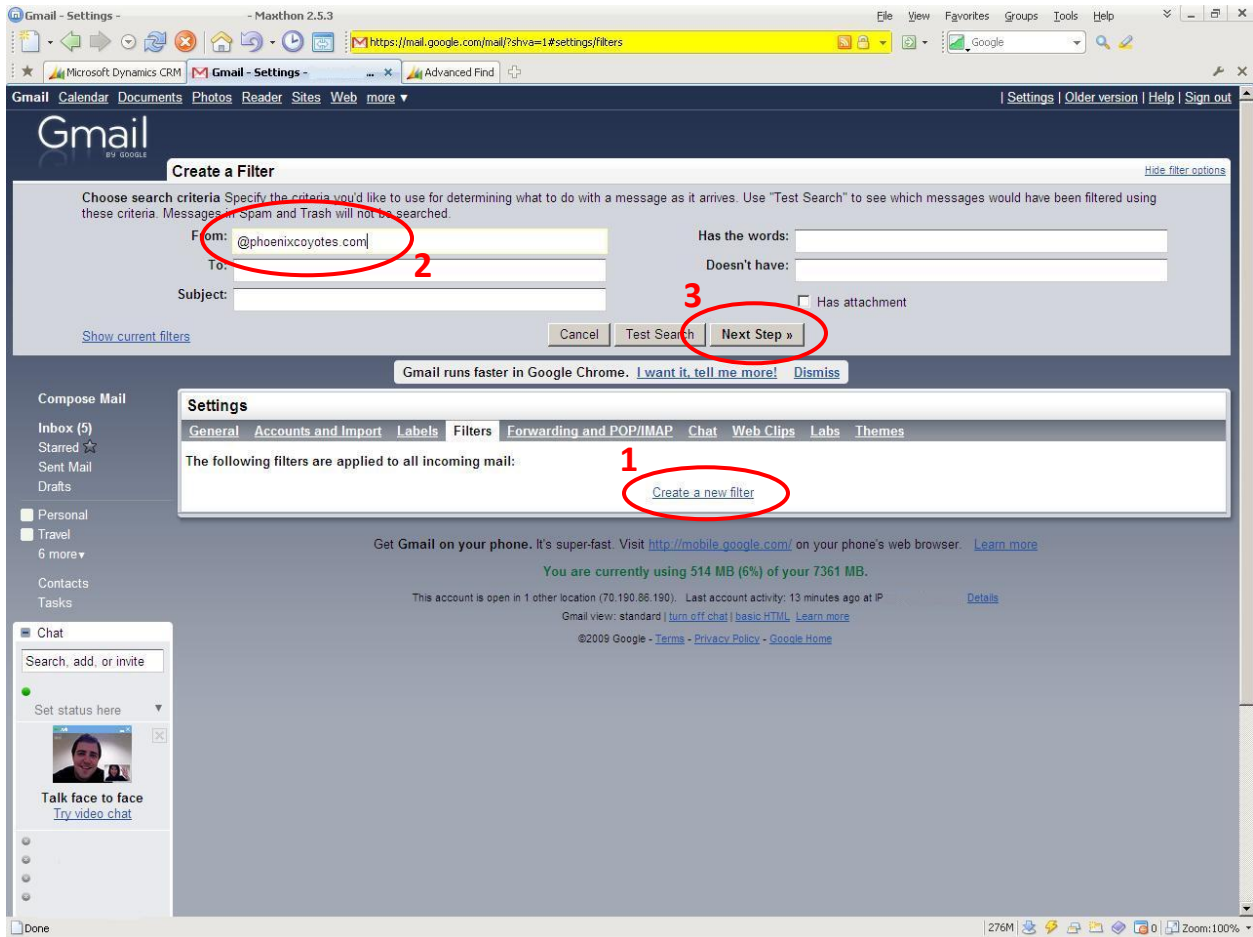 Gmail - Settings - - Maxthon 2.5.3
File View Favorites Groups Tools Help
https://mail.google.com/mail/?shva=1#settings/filters
Google
Microsoft Dynamics CRM Gmail - Settings - ... Advanced Find
Gmail Calendar Documents Photos Reader Sites Web more ▼ | Settings | Older version | Help | Sign out
Gmail
BY GOOGLE
Create a Filter Hide filter options
Choose search criteria Specify the criteria you'd like to use for determining what to do with a message as it arrives. Use "Test Search" to see which messages would have been filtered using
these criteria. Messages in Spam and Trash will not be searched.
From: @phoenixcoyotes.com Has the words:
To: 2 Doesn't have:
Subject: 3 Has attachment
Show current filters Cancel Test Search Next Step »
Gmail runs faster in Google Chrome. I want it, tell me more! Dismiss
Compose Mail
Settings
Inbox (5)
General Accounts and Import Labels Filters Forwarding and POP/IMAP Chat Web Clips Labs Themes
Starred
Sent Mail
The following filters are applied to all incoming mail: 1
Drafts
Create a new filter
Personal
Travel
6 more▼
Get Gmail on your phone. It's super-fast. Visit http://mobile.google.com/ on your phone's web browser. Learn more
You are currently using 514 MB (6%) of your 7361 MB.
Contacts
Tasks
This account is open in 1 other location (70.190.86.190). Last account activity: 13 minutes ago at IP Details
Gmail view: standard | turn off chat | basic HTML Learn more
©2009 Google - Terms - Privacy Policy - Google Home
Chat
Search, add, or invite
Set status here
Talk face to face
Try video chat
Done 276M 0 Zoom:100%